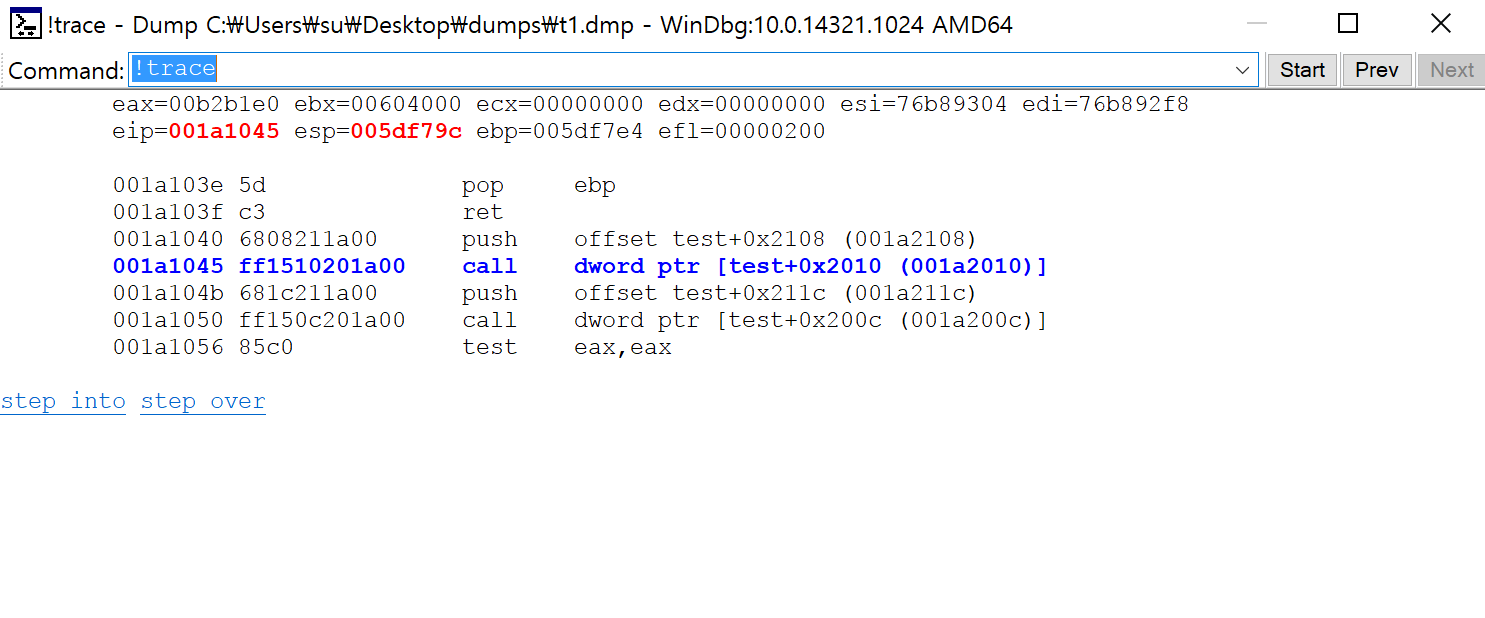 !trace - Dump C:₩Users₩su₩Desktop₩dumps₩t1.dmp - WinDbg:10.0.14321.1024 AMD64
Command: !trace Start Prev Next
eax=00b2b1e0 ebx=00604000 ecx=00000000 edx=00000000 esi=76b89304 edi=76b892f8
eip=001a1045 esp=005df79c ebp=005df7e4 efl=00000200
001a103e 5d pop ebp
001a103f c3 ret
001a1040 6808211a00 push offset test+0x2108 (001a2108)
001a1045 ff1510201a00 call dword ptr [test+0x2010 (001a2010)]
001a104b 681c211a00 push offset test+0x211c (001a211c)
001a1050 ff150c201a00 call dword ptr [test+0x200c (001a200c)]
001a1056 85c0 test eax,eax
step into step over